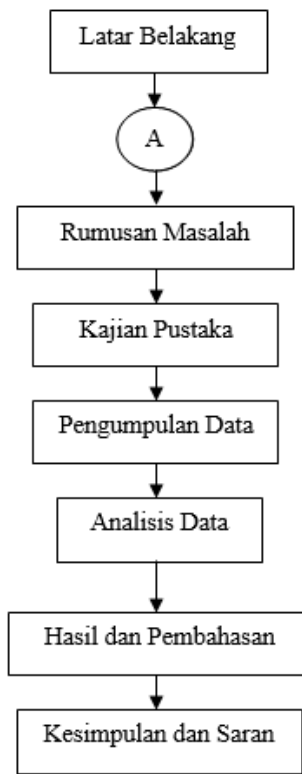 Latar Belakang
A
Rumusan Masalah
Kajian Pustaka
Pengumpulan Data
Analisis Data
Hasil dan Pembahasan
Kesimpulan dan Saran